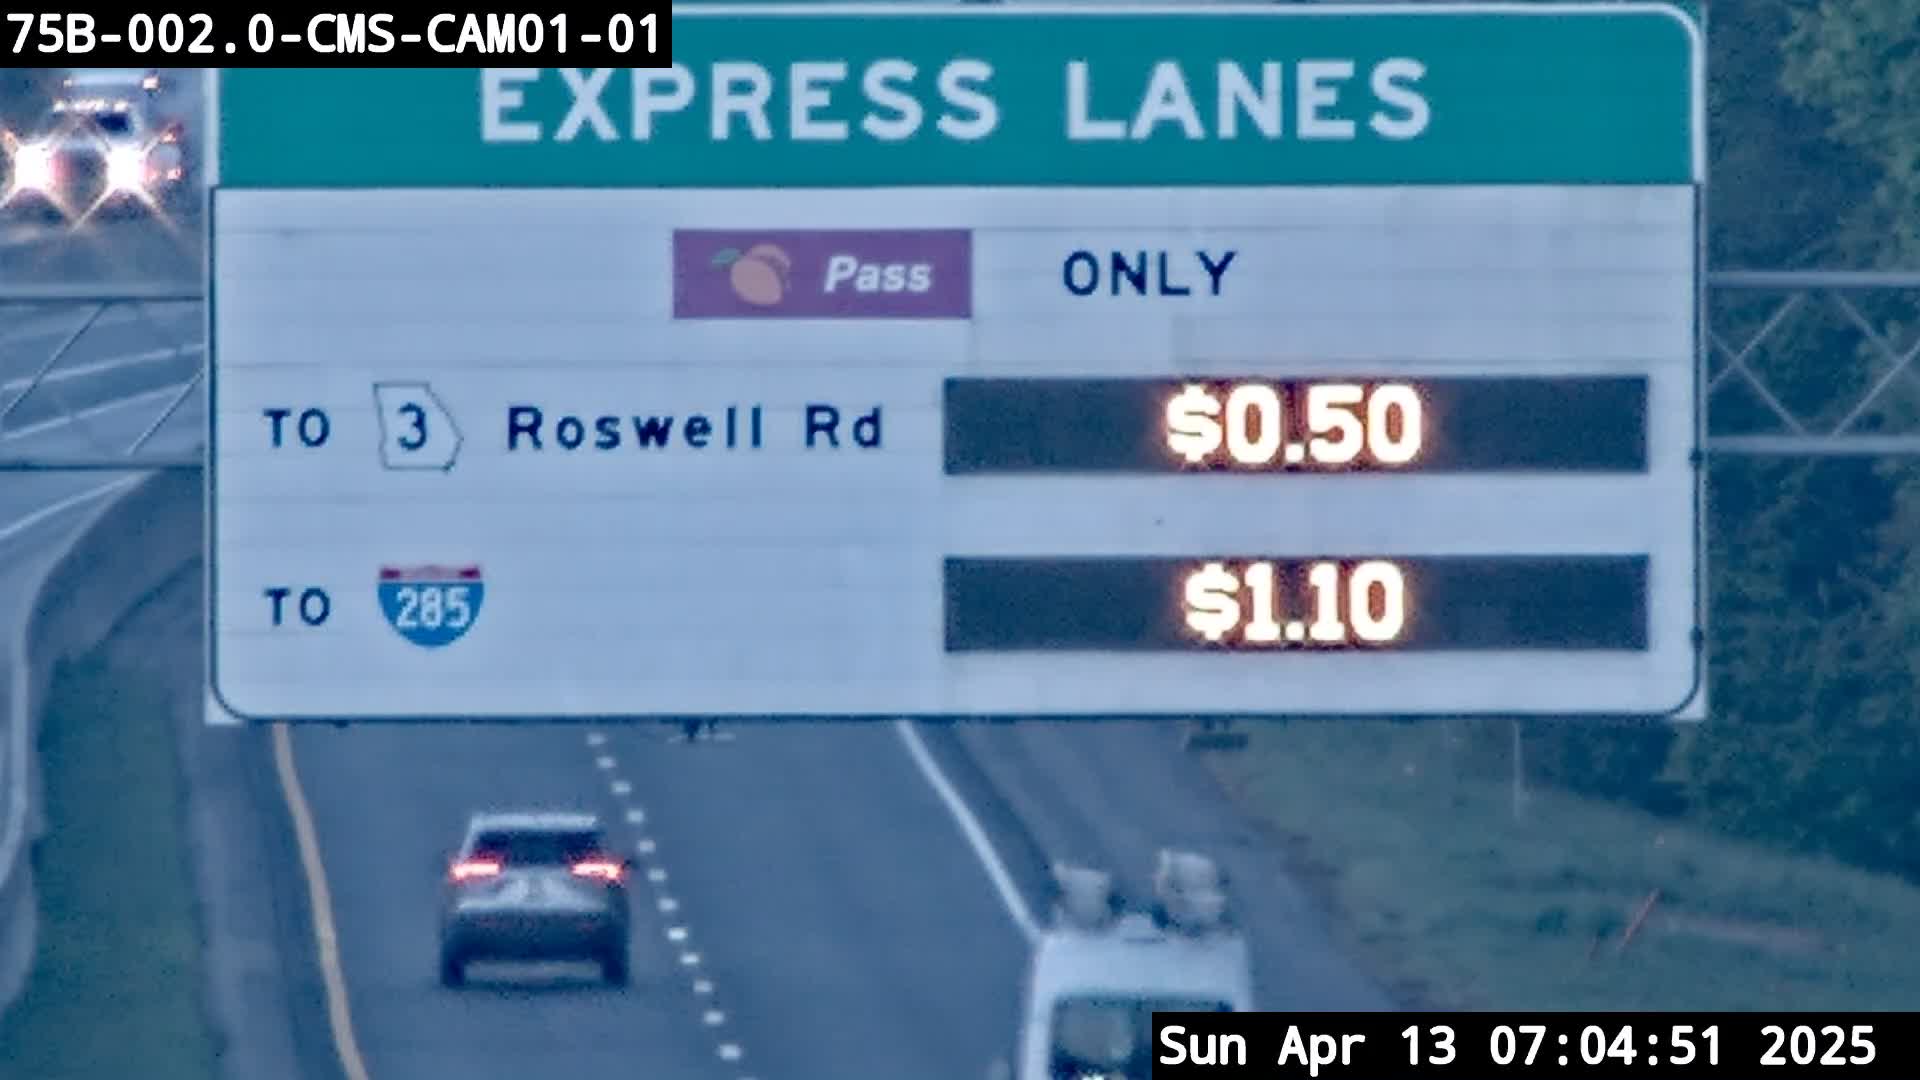 75B-002.0-CMS-CAM01-01
EXPRESS LANES
Pass ONLY
TO 3 Roswell Rd $0.50
TO 285 $1.10
Sun Apr 13 07:04:51 2025